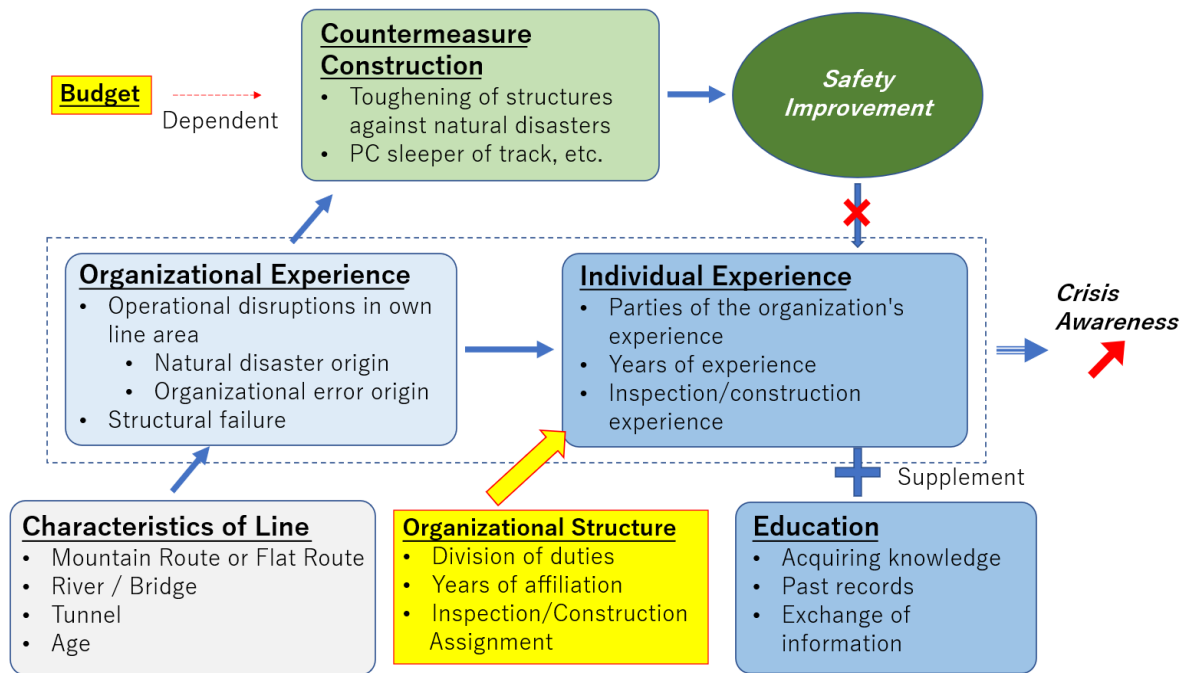 Countermeasure
Construction
• Toughening of structures
against natural disasters
• PC sleeper of track, etc.
Budget
Dependent
Safety
Improvement
Organizational Experience
• Operational disruptions in own
line area
• Natural disaster origin
• Organizational error origin
• Structural failure
Individual Experience
• Parties of the organization's
experience
• Years of experience
• Inspection/construction
experience
Crisis
Awareness
Supplement
Characteristics of Line
• Mountain Route or Flat Route
• River / Bridge
• Tunnel
• Age
Organizational Structure
• Division of duties
• Years of affiliation
• Inspection/Construction
Assignment
Education
• Acquiring knowledge
• Past records
• Exchange of
information